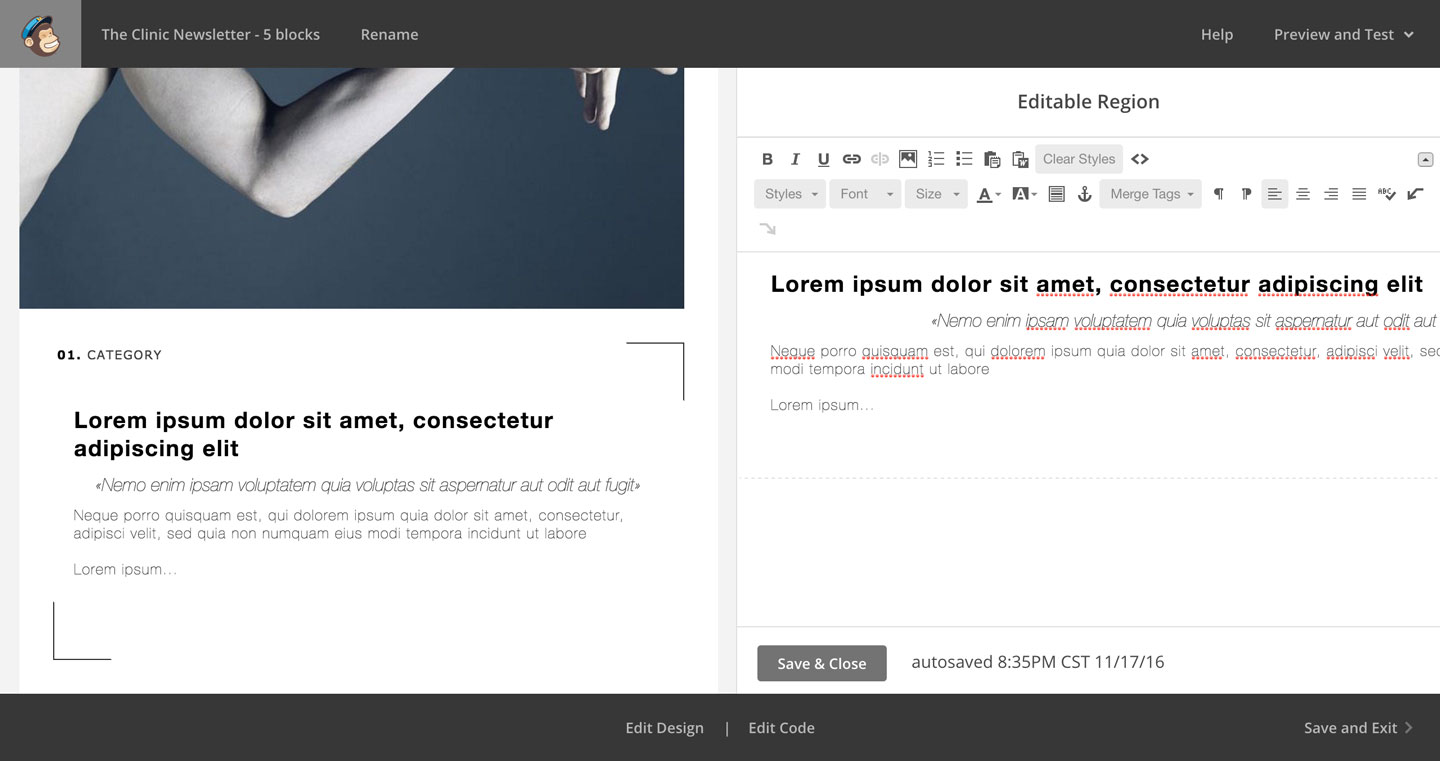 The Clinic Newsletter - 5 blocks
Rename
Help
Preview and Test
01. CATEGORY
Lorem ipsum dolor sit amet, consectetur
adipiscing elit
«Nemo enim ipsam voluptatem quia voluptas sit aspernatur aut odit aut fugit»
Neque porro quisquam est, qui dolorem ipsum quia dolor sit amet, consectetur,
adipisci velit, sed quia non numquam eius modi tempora incidunt ut labore
Lorem ipsum…
Editable Region
B I U Clear Styles <>
Styles Font Size A A Merge Tags ¶ ABC
Lorem ipsum dolor sit amet, consectetur adipiscing elit
«Nemo enim ipsam voluptatem quia voluptas sit aspernatur aut odit aut
Neque porro quisquam est, qui dolorem ipsum quia dolor sit amet, consectetur, adipisci velit, sed
modi tempora incidunt ut labore
Lorem ipsum…
Save & Close
autosaved 8:35PM CST 11/17/16
Edit Design | Edit Code
Save and Exit